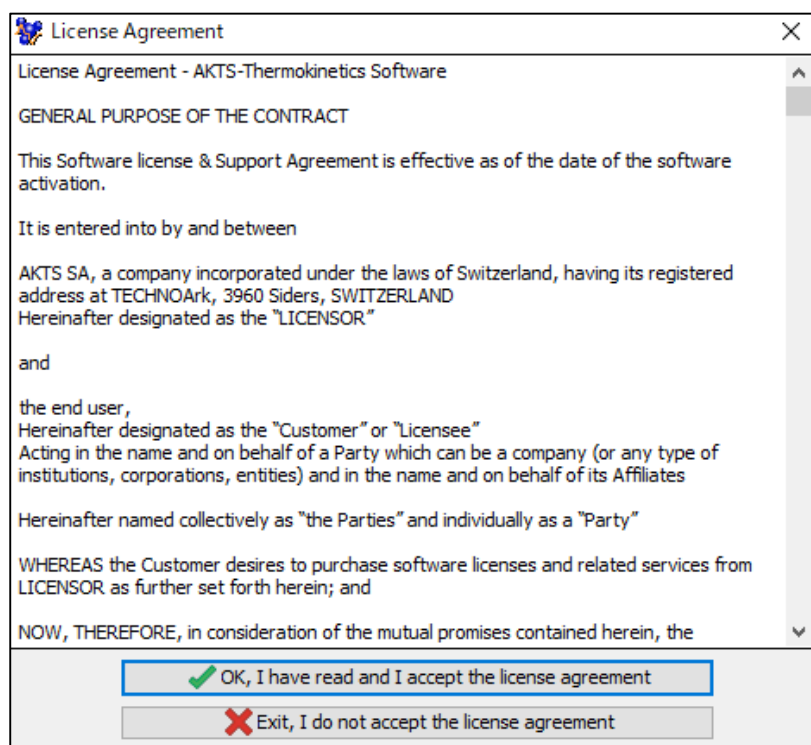 License Agreement
License Agreement - AKTS-Thermokinetics Software
GENERAL PURPOSE OF THE CONTRACT
This Software license & Support Agreement is effective as of the date of the software
activation.
It is entered into by and between
AKTS SA, a company incorporated under the laws of Switzerland, having its registered
address at TECHNOArk, 3960 Siders, SWITZERLAND
Hereinafter designated as the “LICENSOR”
and
the end user,
Hereinafter designated as the “Customer” or “Licensee”
Acting in the name and on behalf of a Party which can be a company (or any type of
institutions, corporations, entities) and in the name and on behalf of its Affiliates
Hereinafter named collectively as “the Parties” and individually as a “Party”
WHEREAS the Customer desires to purchase software licenses and related services from
LICENSOR as further set forth herein; and
NOW, THEREFORE, in consideration of the mutual promises contained herein, the
OK, I have read and I accept the license agreement
Exit, I do not accept the license agreement